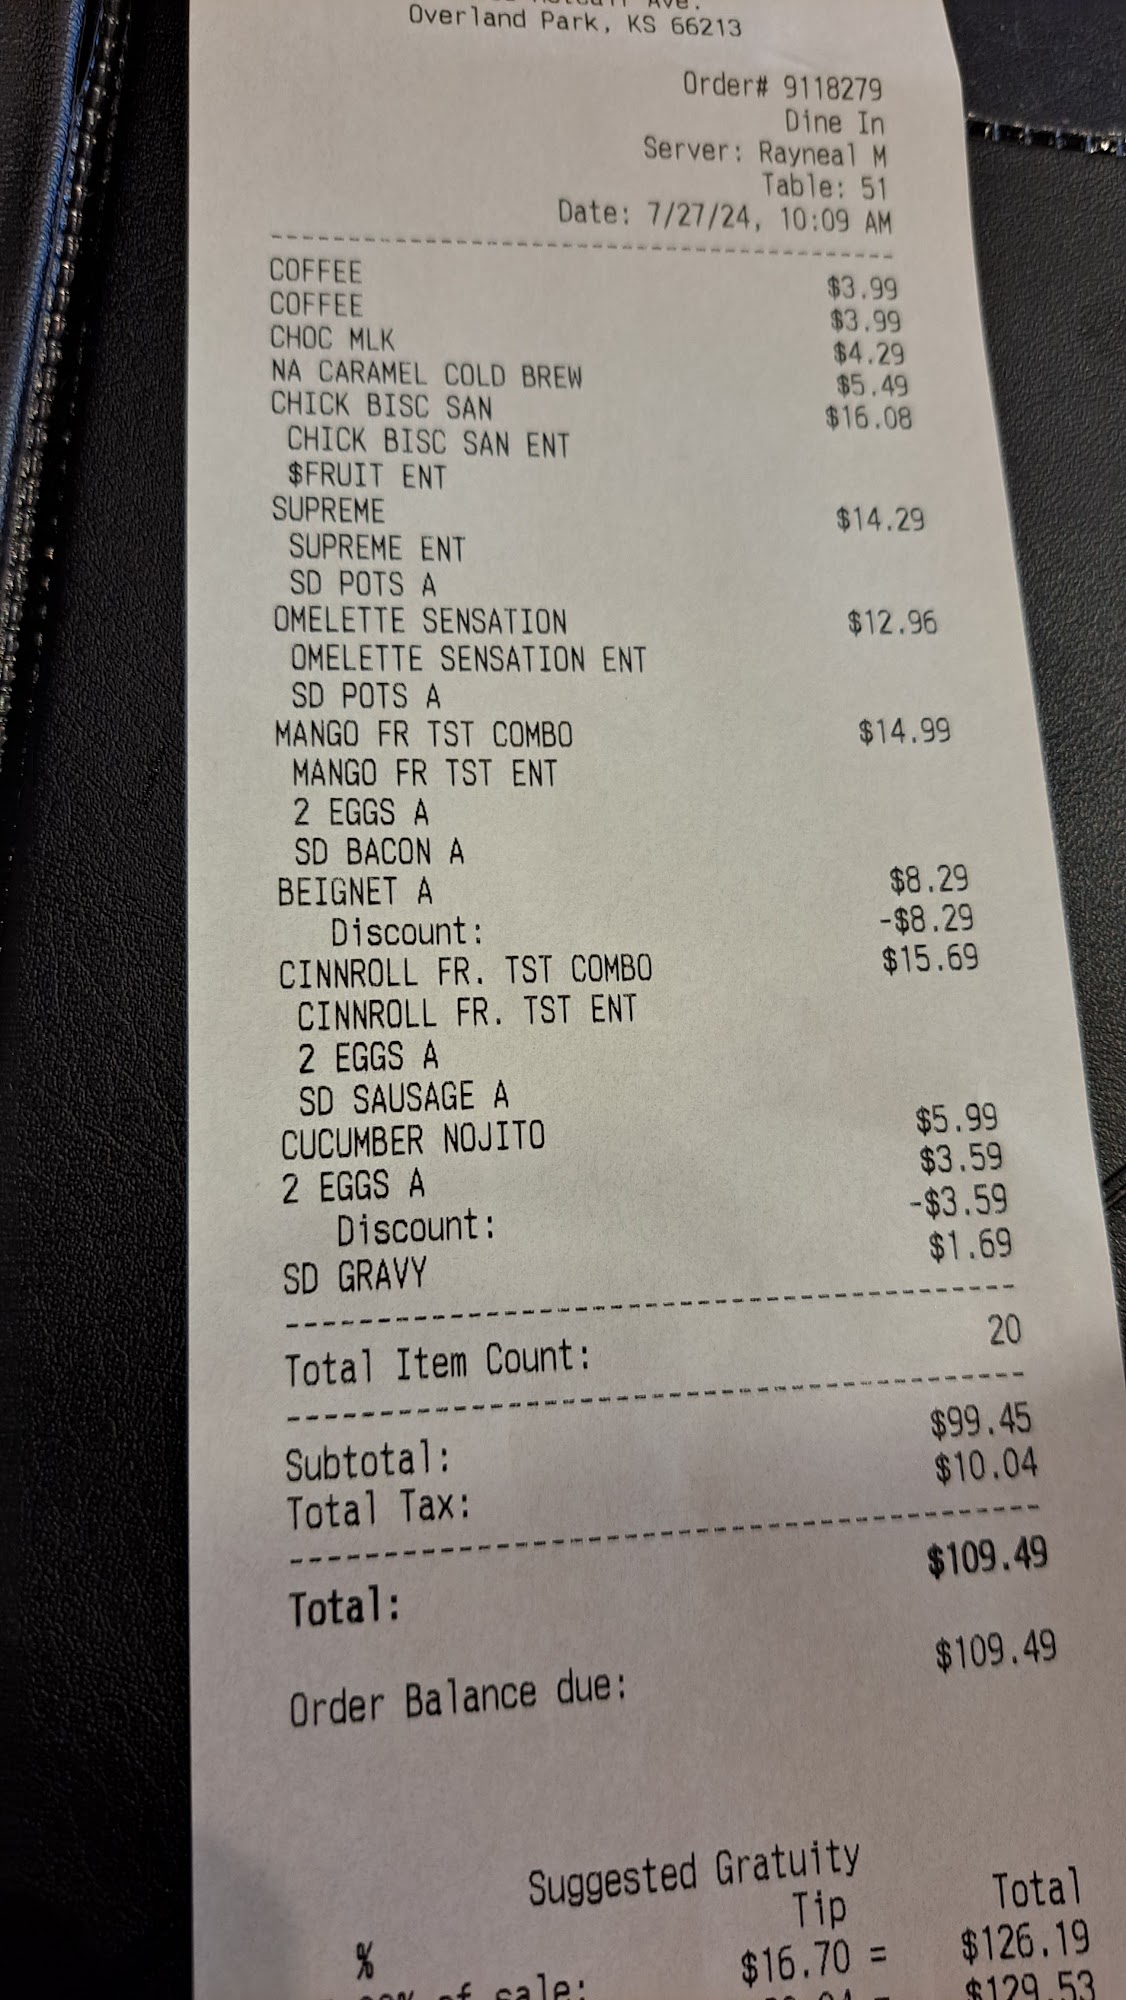 Ave.
Overland Park, KS 66213
Order# 9118279
Dine In
Server: Rayneal M
Table: 51
Date: 7/27/24, 10:09 AM
COFFEE $3.99
COFFEE $3.99
CHOC MLK $4.29
NA CARAMEL COLD BREW $5.49
CHICK BISC SAN $16.08
CHICK BISC SAN ENT
$FRUIT ENT
SUPREME $14.29
SUPREME ENT
SD POTS A
OMELETTE SENSATION $12.96
OMELETTE SENSATION ENT
SD POTS A
MANGO FR TST COMBO $14.99
MANGO FR TST ENT
2 EGGS A
SD BACON A
BEIGNET A $8.29
Discount: -$8.29
CINNROLL FR. TST COMBO $15.69
CINNROLL FR. TST ENT
2 EGGS A
SD SAUSAGE A
CUCUMBER NOJITO $5.99
2 EGGS A $3.59
Discount: -$3.59
SD GRAVY $1.69
Total Item Count: 20
Subtotal: $99.45
Total Tax: $10.04
Total: $109.49
Order Balance due: $109.49
Suggested Gratuity
% Tip Total
of sale: $16.70 = $126.19
$129.53